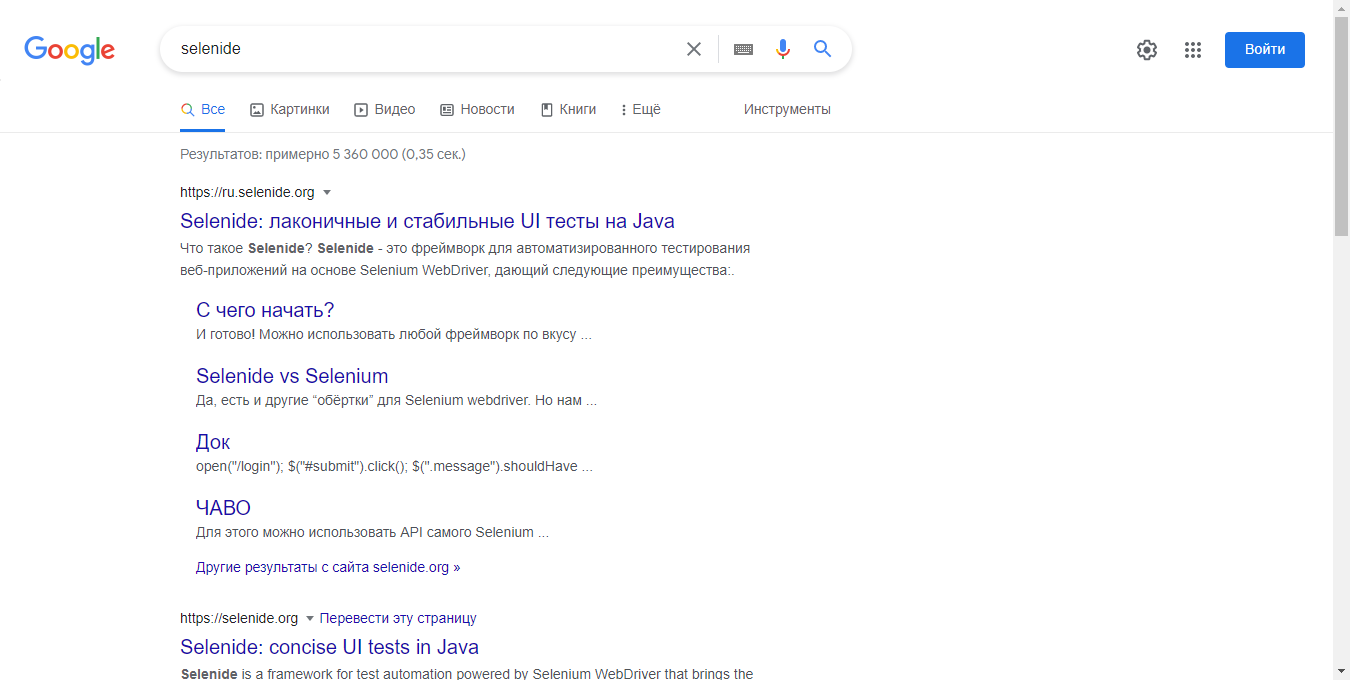 Google
selenide
Войти
Все
Картинки
Видео
Новости
Книги
Ещё
Инструменты
Результатов: примерно 5 360 000 (0,35 сек.)
https://ru.selenide.org
Selenide: лаконичные и стабильные UI тесты на Java
Что такое Selenide? Selenide - это фреймворк для автоматизированного тестирования
веб-приложений на основе Selenium WebDriver, дающий следующие преимущества:.
С чего начать?
И готово! Можно использовать любой фреймворк по вкусу ...
Selenide vs Selenium
Да, есть и другие “обёртки” для Selenium webdriver. Но нам ...
Док
open("/login"); $("#submit").click(); $(".message").shouldHave ...
ЧАВО
Для этого можно использовать API самого Selenium ...
Другие результаты с сайта selenide.org »
https://selenide.org Перевести эту страницу
Selenide: concise UI tests in Java
Selenide is a framework for test automation powered by Selenium WebDriver that brings the